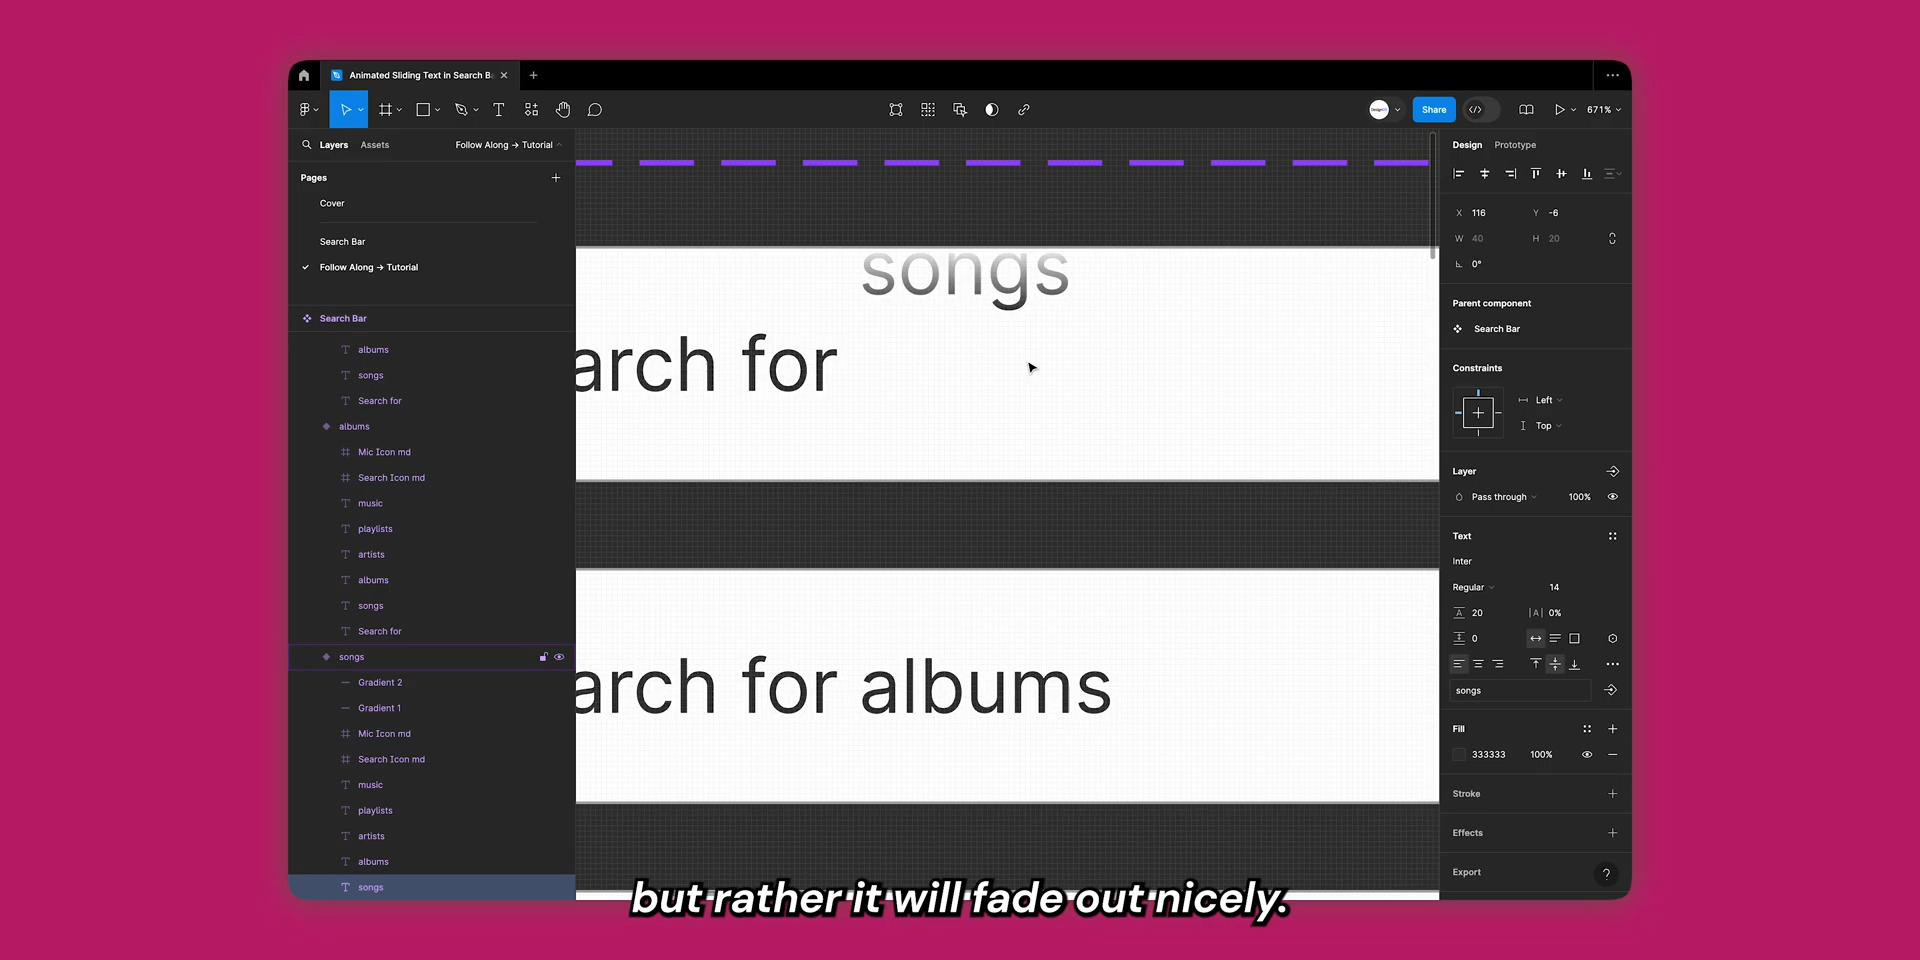 Animated Sliding Text in Search Ba
Share
671%
Layers
Assets
Follow Along → Tutorial
Pages
Cover
Search Bar
Follow Along → Tutorial
Search Bar
albums
songs
Search for
albums
Mic Icon md
Search Icon md
music
playlists
artists
albums
songs
Search for
songs
Gradient 2
Gradient 1
Mic Icon md
Search Icon md
music
playlists
artists
albums
songs
songs
arch for
arch for albums
Design
Prototype
X 116 Y -6
W 40 H 20
0°
Parent component
Search Bar
Constraints
Left
Top
Layer
Pass through 100%
Text
Inter
Regular 14
A 20 |A| 0%
0
songs
Fill
333333 100%
Stroke
Effects
Export
?
but rather it will fade out nicely.